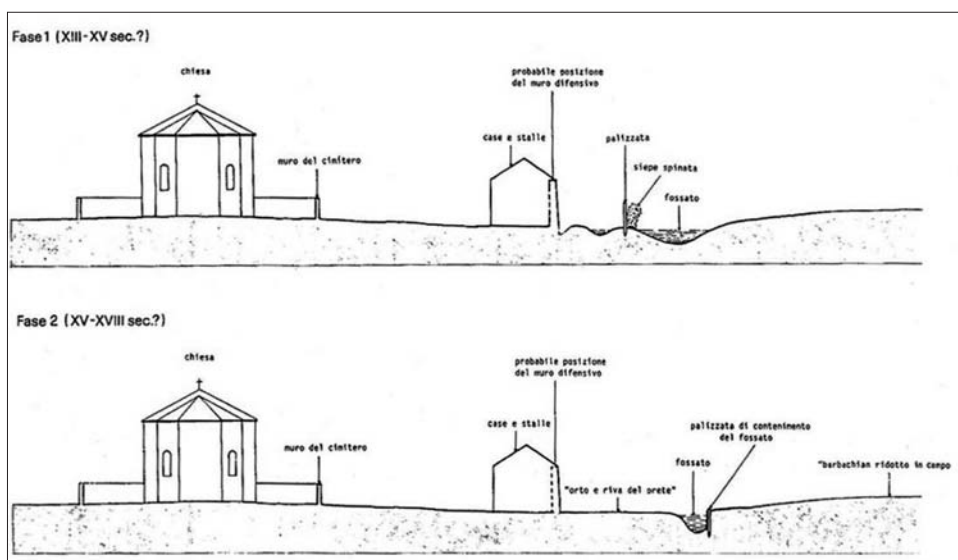 Fase 1 (XIII-XV sec.?)
chiesa
probabile posizione
del muro difensivo
case e stalle
palizzata
siepe spinata
muro del cimitero
fossato
Fase 2 (XV-XVIII sec.?)
chiesa
probabile posizione
del muro difensivo
case e stalle
palizzata di contenimento
del fossato
muro del cimitero
fossato
"orto e riva del prete"
"barbachian ridotto in campo